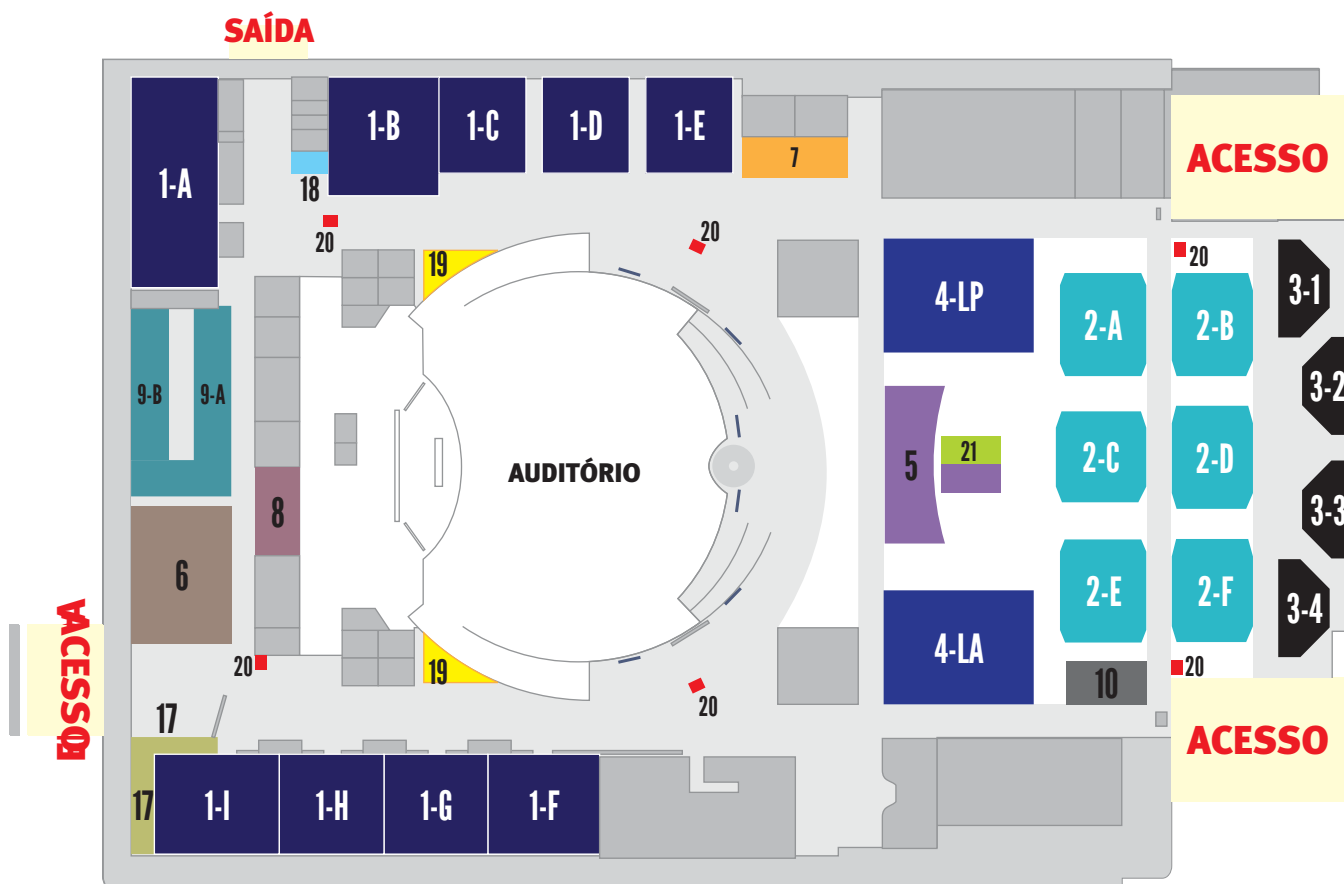 SAÍDA
1-A
18
1-B
1-C
1-D
1-E
7
ACESSO
20
20
20
19
4-LP
2-A
2-B
3-1
3-2
9-B
9-A
AUDITÓRIO
5
21
2-C
2-D
8
3-3
6
2-E
2-F
3-4
ACESSO
20
19
4-LA
10
20
20
17
17
1-I
1-H
1-G
1-F
ACESSO